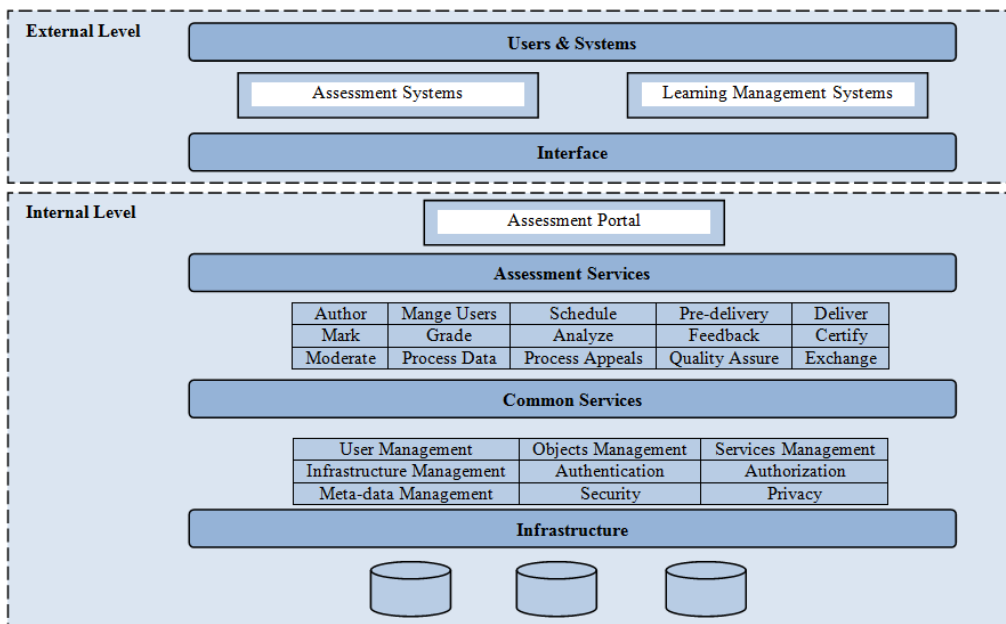 External Level
Users & Systems
Assessment Systems
Learning Management Systems
Interface
Internal Level
Assessment Portal
Assessment Services
Author Mange Users Schedule Pre-delivery Deliver
Mark Grade Analyze Feedback Certify
Moderate Process Data Process Appeals Quality Assure Exchange
Common Services
User Management Objects Management Services Management
Infrastructure Management Authentication Authorization
Meta-data Management Security Privacy
Infrastructure